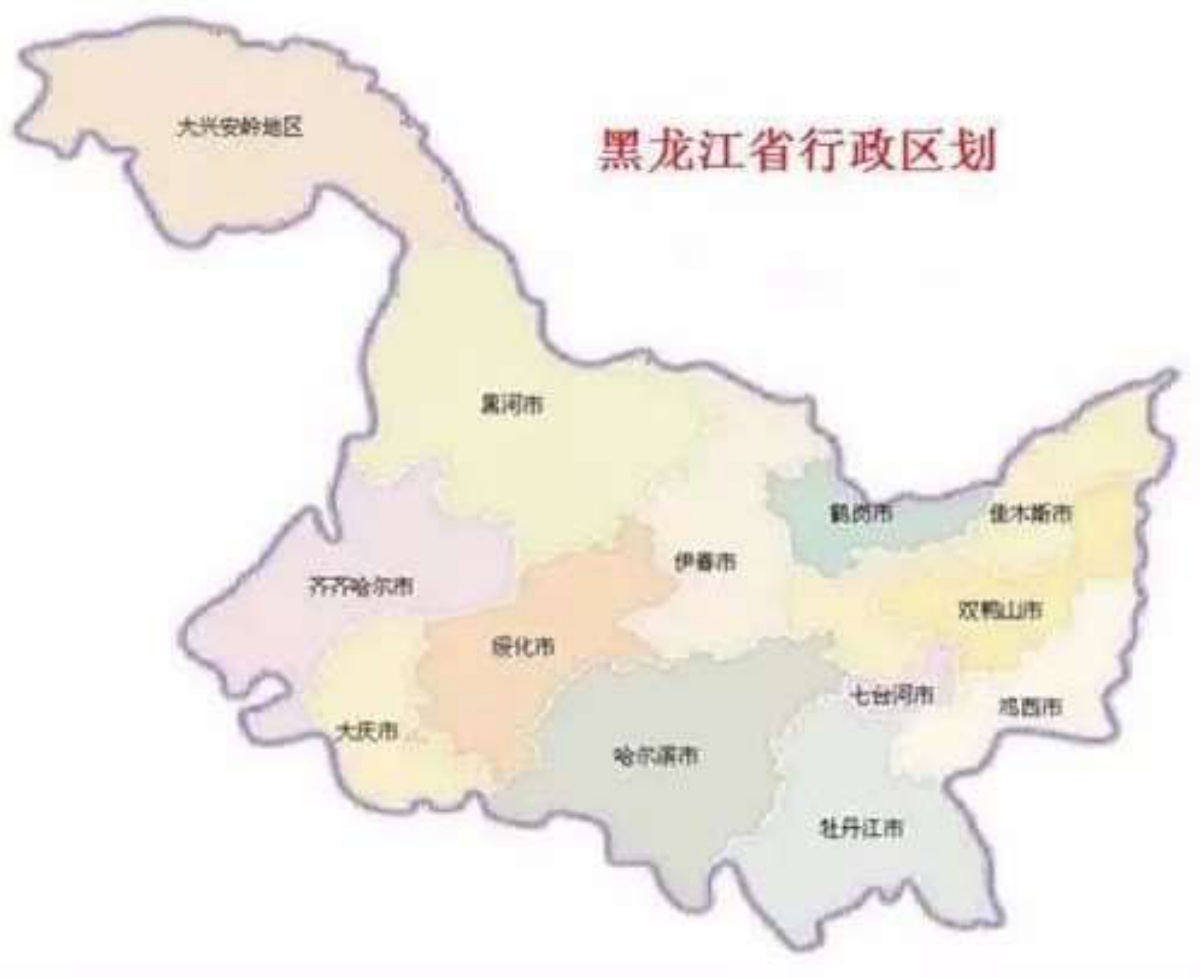 大兴安岭地区
黑龙江省行政区划
黑河市
鹤岗市
佳木斯市
伊春市
齐齐哈尔市
双鸭山市
绥化市
七台河市
鸡西市
大庆市
哈尔滨市
牡丹江市